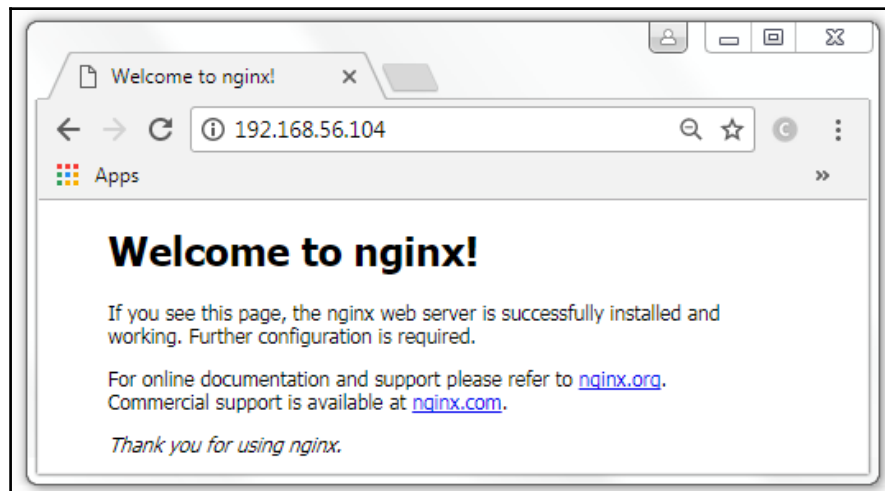 Welcome to nginx!
192.168.56.104
Apps
Welcome to nginx!
If you see this page, the nginx web server is successfully installed and
working. Further configuration is required.
For online documentation and support please refer to nginx.org.
Commercial support is available at nginx.com.
Thank you for using nginx.